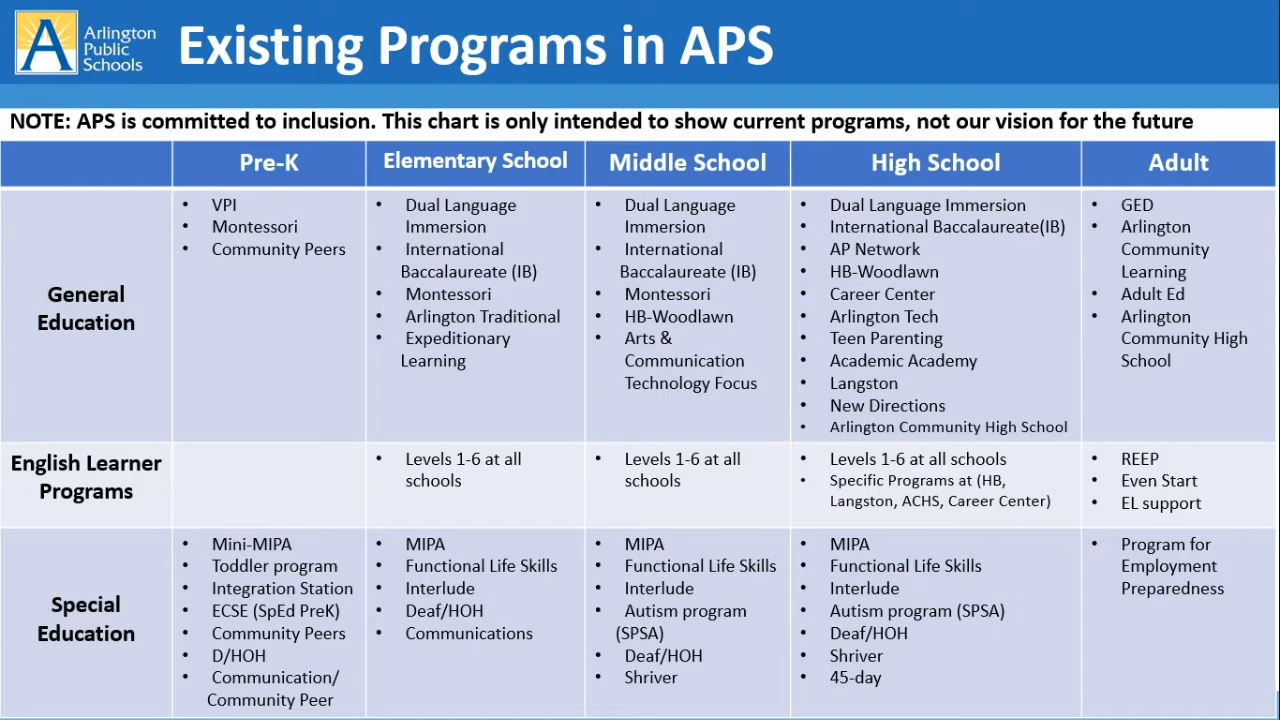 Arlington
Public
Schools
Existing Programs in APS
NOTE: APS is committed to inclusion. This chart is only intended to show current programs, not our vision for the future
Pre-K
Elementary School
Middle School
High School
Adult
General
Education
• VPI
• Montessori
• Community Peers
• Dual Language
Immersion
• International
Baccalaureate (IB)
• Montessori
• Arlington Traditional
• Expeditionary
Learning
• Dual Language
Immersion
• International
Baccalaureate (IB)
• Montessori
• HB-Woodlawn
• Arts &
Communication
Technology Focus
• Dual Language Immersion
• International Baccalaureate(IB)
• AP Network
• HB-Woodlawn
• Career Center
• Arlington Tech
• Teen Parenting
• Academic Academy
• Langston
• New Directions
• Arlington Community High School
• GED
• Arlington
Community
Learning
• Adult Ed
• Arlington
Community High
School
English Learner
Programs
• Levels 1-6 at all
schools
• Levels 1-6 at all
schools
• Levels 1-6 at all schools
• Specific Programs at (HB,
Langston, ACHS, Career Center)
• REEP
• Even Start
• EL support
Special
Education
• Mini-MIPA
• Toddler program
• Integration Station
• ECSE (SpEd PreK)
• Community Peers
• D/HOH
• Communication/
Community Peer
• MIPA
• Functional Life Skills
• Interlude
• Deaf/HOH
• Communications
• MIPA
• Functional Life Skills
• Interlude
• Autism program
(SPSA)
• Deaf/HOH
• Shriver
• MIPA
• Functional Life Skills
• Interlude
• Autism program (SPSA)
• Deaf/HOH
• Shriver
• 45-day
• Program for
Employment
Preparedness